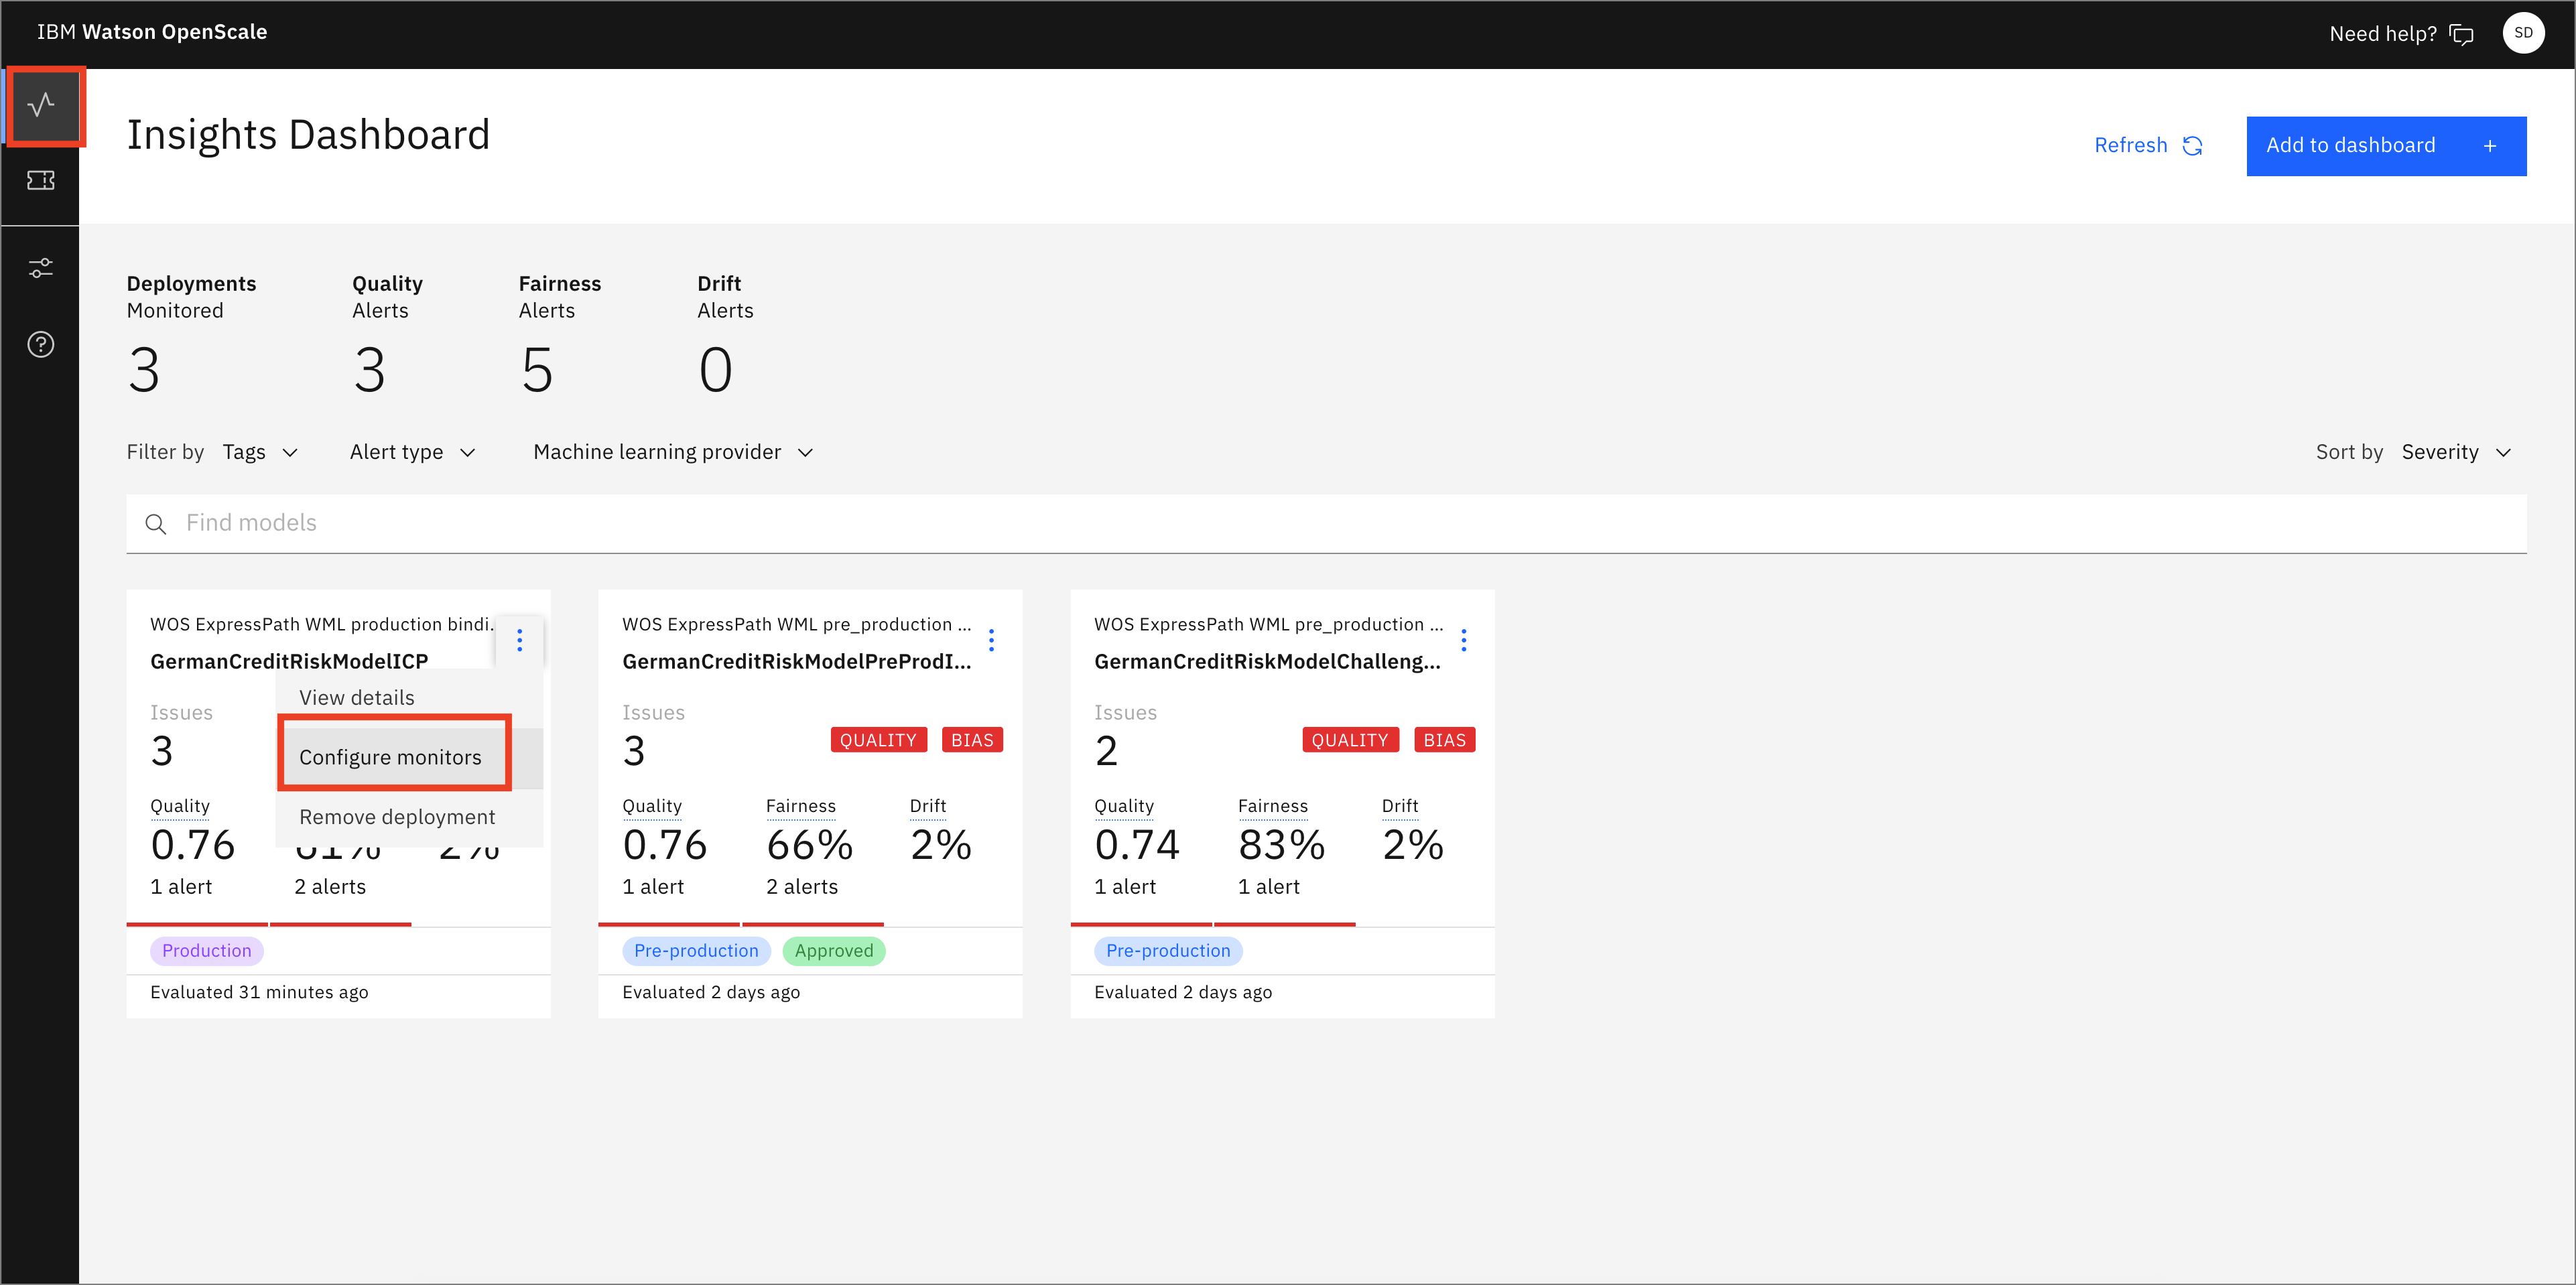 IBM Watson OpenScale
Need help?
SD
Insights Dashboard
Refresh
Add to dashboard +
Deployments
Monitored
3
Quality
Alerts
3
Fairness
Alerts
5
Drift
Alerts
0
Filter by Tags Alert type Machine learning provider
Sort by Severity
Find models
WOS ExpressPath WML production bindi.
GermanCreditRiskModelICP
View details
Configure monitors
Remove deployment
Issues
3
Quality
0.76
1 alert
2 alerts
Production
Evaluated 31 minutes ago
WOS ExpressPath WML pre_production ...
GermanCreditRiskModelPreProdI...
Issues
3
QUALITY BIAS
Quality Fairness Drift
0.76 66% 2%
1 alert 2 alerts
Pre-production Approved
Evaluated 2 days ago
WOS ExpressPath WML pre_production ...
GermanCreditRiskModelChalleng...
Issues
2
QUALITY BIAS
Quality Fairness Drift
0.74 83% 2%
1 alert 1 alert
Pre-production
Evaluated 2 days ago